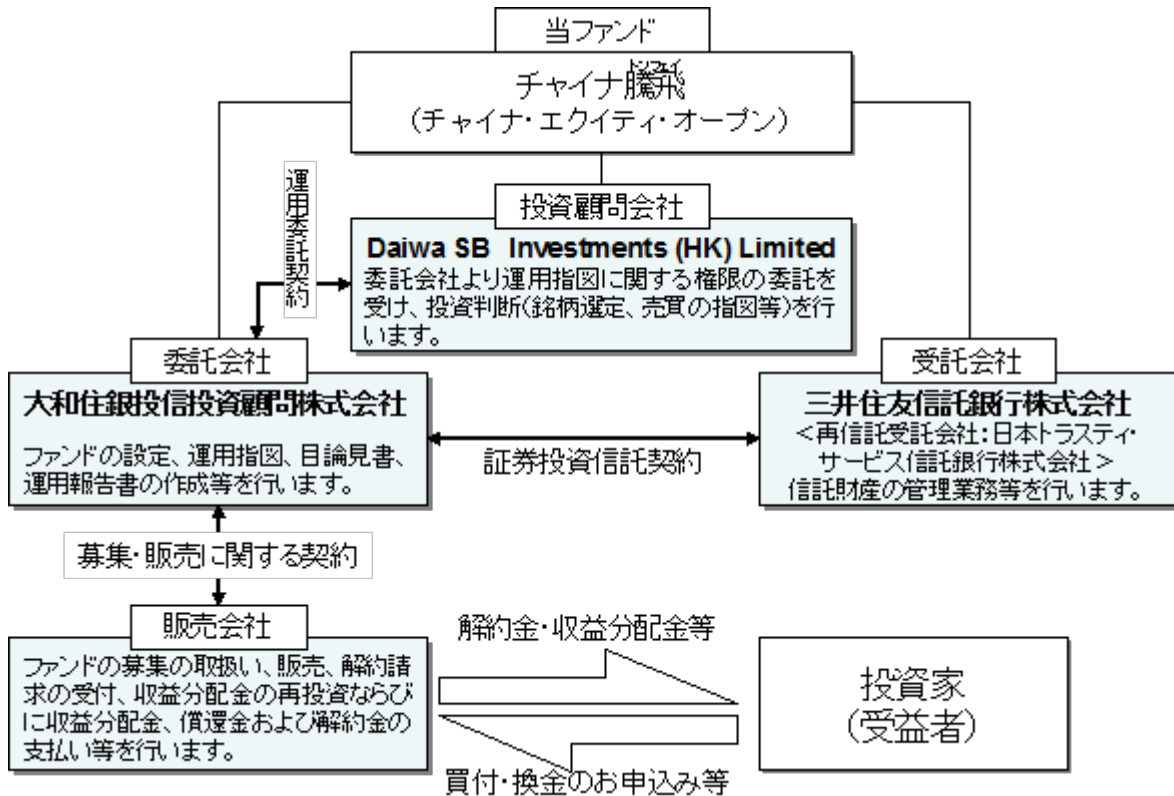 当ファンド
トンフェイ
チャイナ騰飛
(チャイナ・エクイティ・オープン)
運用委託契約
投資顧問会社
Daiwa SB Investments (HK) Limited
委託会社より運用指図に関する権限の委託を
受け、投資判断(銘柄選定、売買の指図等)を行
います。
委託会社
大和住銀投信投資顧問株式会社
ファンドの設定、運用指図、目論見書、
運用報告書の作成等を行います。
証券投資信託契約
受託会社
三井住友信託銀行株式会社
<再信託受託会社:日本トラスティ・
サービス信託銀行株式会社>
信託財産の管理業務等を行います。
募集・販売に関する契約
販売会社
ファンドの募集の取扱い、販売、解約請
求の受付、収益分配金の再投資ならび
に収益分配金、償還金および解約金の
支払い等を行います。
解約金・収益分配金等
買付・換金のお申込み等
投資家
(受益者)